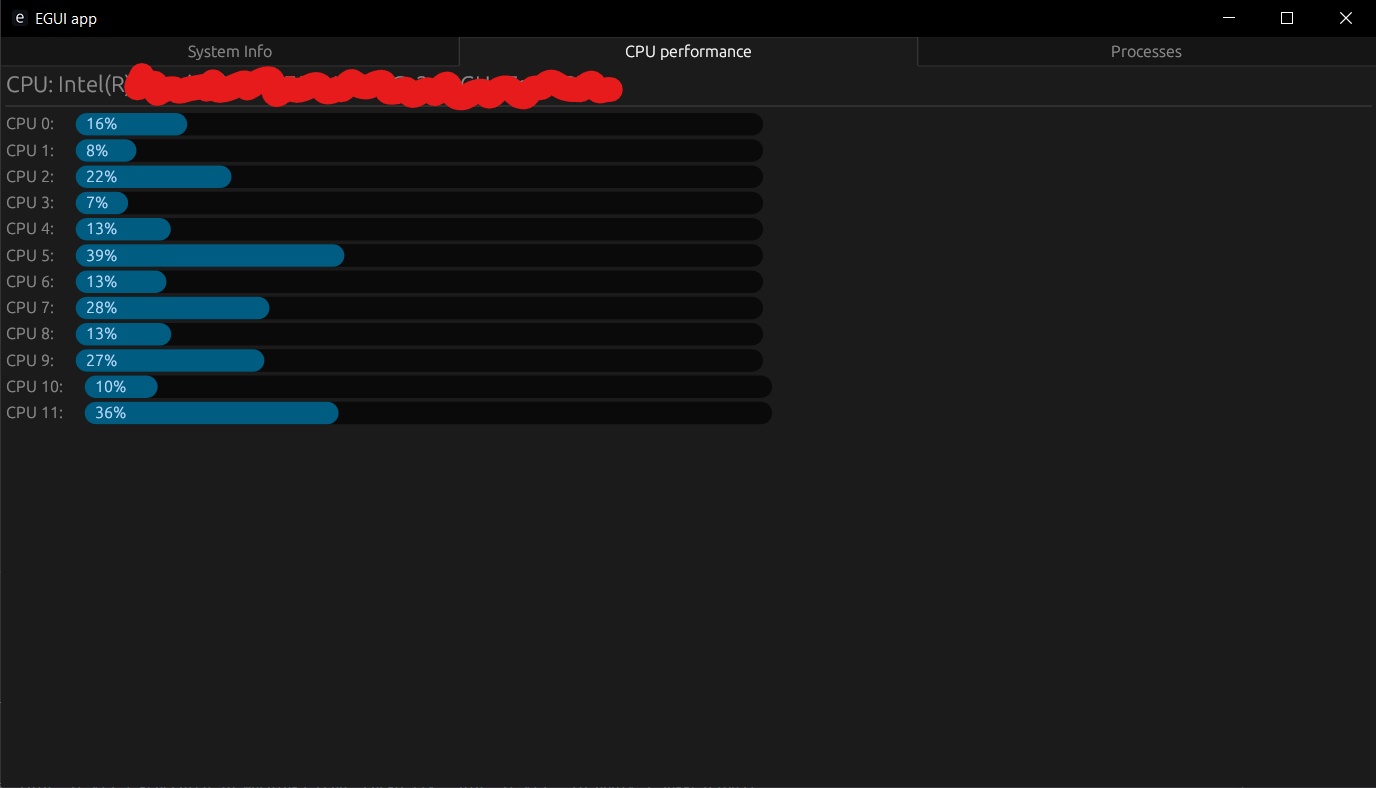 e EGUI app
System Info CPU performance Processes
CPU: Intel(R)
CPU 0: 16%
CPU 1: 8%
CPU 2: 22%
CPU 3: 7%
CPU 4: 13%
CPU 5: 39%
CPU 6: 13%
CPU 7: 28%
CPU 8: 13%
CPU 9: 27%
CPU 10: 10%
CPU 11: 36%